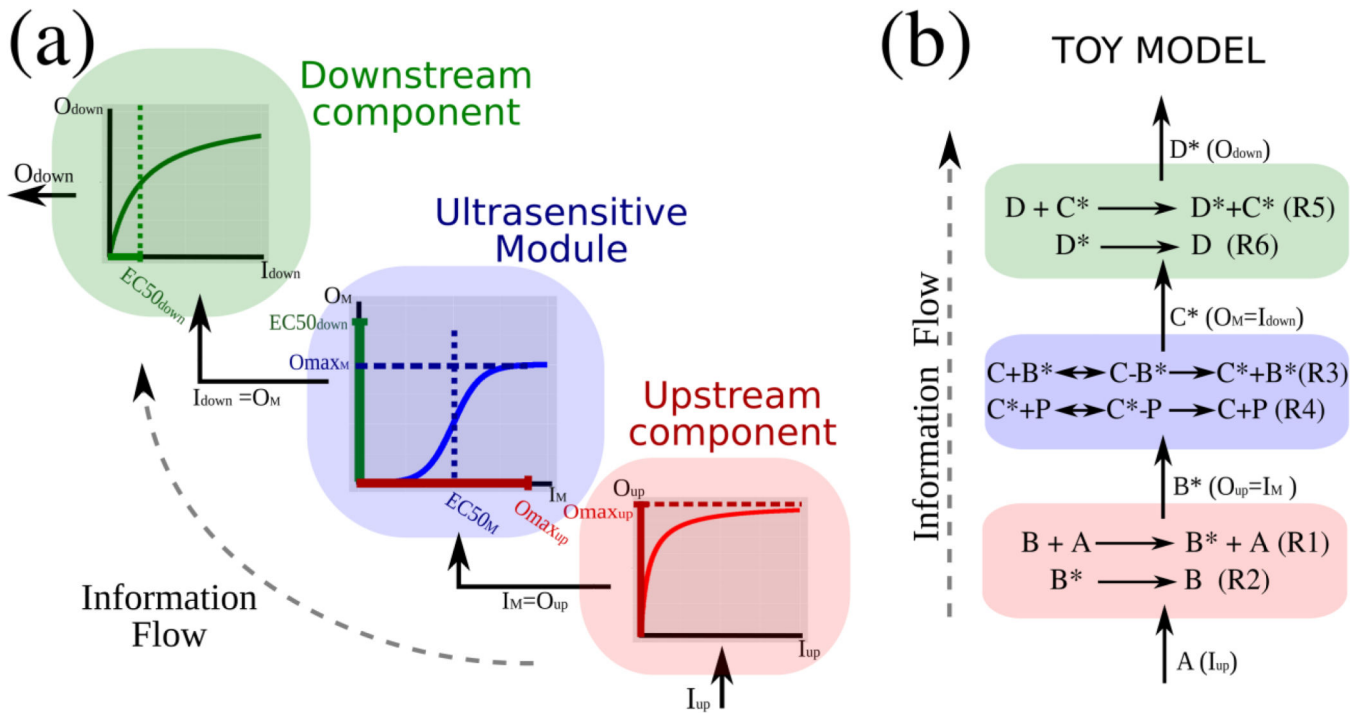 (a)
Downstream
component
Odown
Odown
Idown
EC50down
Ultrasensitive
Module
OM
EC50down
OmaxM
Idown =OM
IM
EC50M
Omaxup
Upstream
component
Oup
Omaxup
Iup
IM=Oup
Iup
Information
Flow
(b)
TOY MODEL
Information Flow
D* (Odown)
D + C* → D*+C* (R5)
D* → D (R6)
C* (OM=Idown)
C+B* ↔ C-B* → C*+B*(R3)
C*+P ↔ C*-P → C+P (R4)
B* (Oup=IM )
B + A → B* + A (R1)
B* → B (R2)
A (Iup)